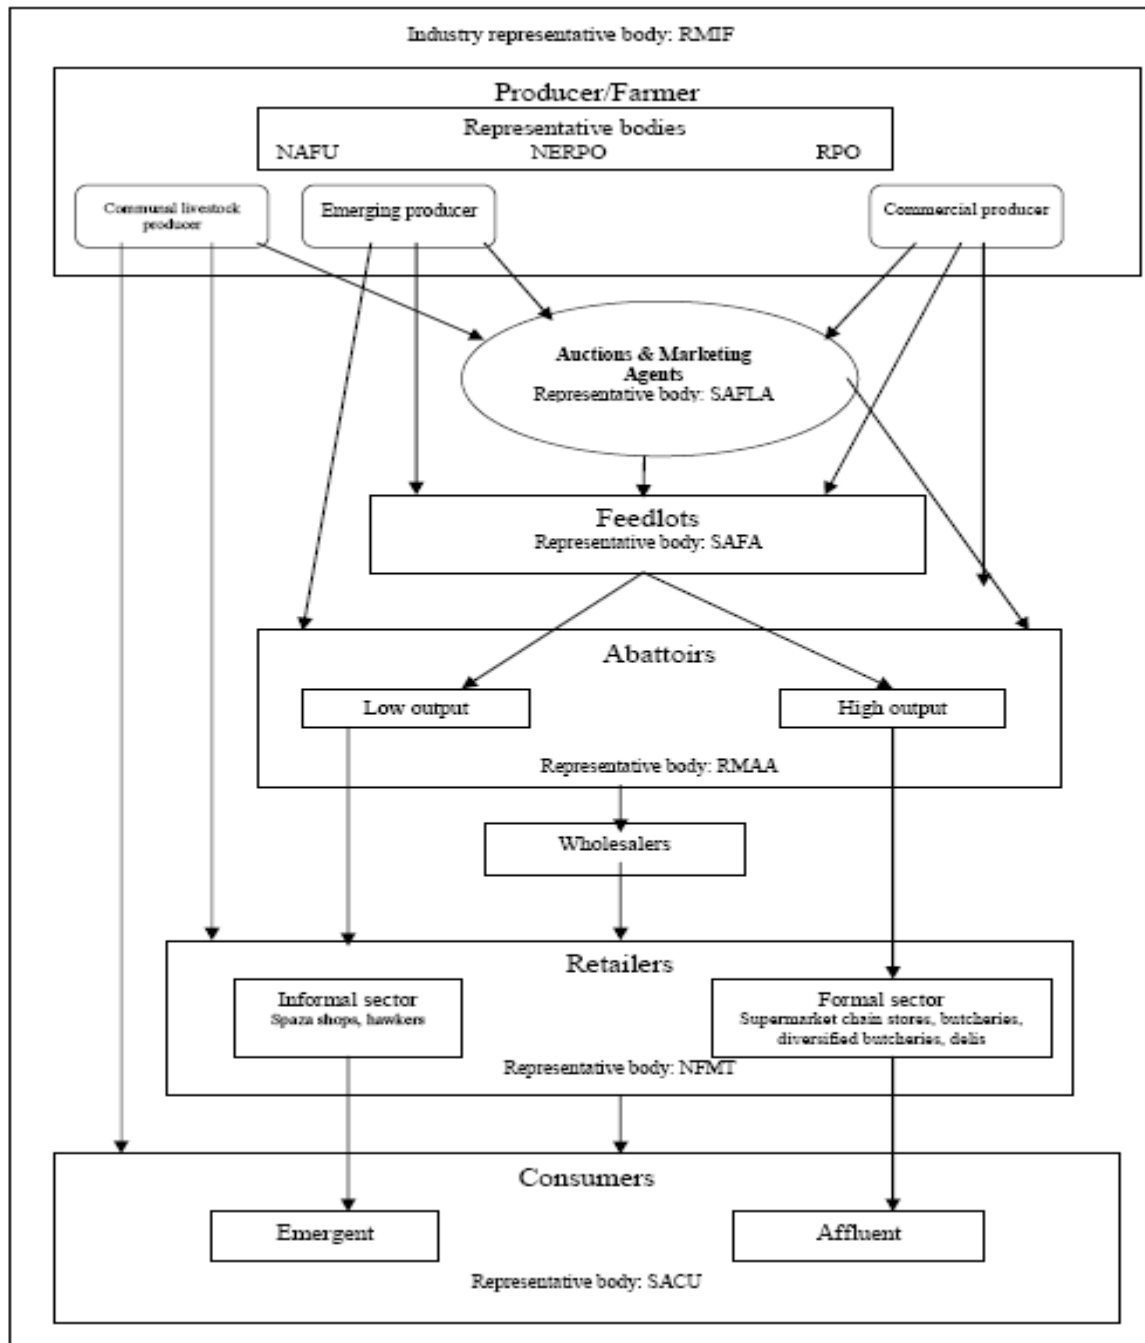 Industry representative body: RMIF
Producer/Farmer
Representative bodies
NAFU NERPO RPO
Communal livestock
producer
Emerging producer
Commercial producer
Auctions & Marketing
Agents
Representative body: SAFLA
Feedlots
Representative body: SAFA
Abattoirs
Low output
High output
Representative body: RMAA
Wholesalers
Retailers
Informal sector
Spaza shops, hawkers
Formal sector
Supermarket chain stores, butcheries,
diversified butcheries, delis
Representative body: NFMT
Consumers
Emergent
Affluent
Representative body: SACU